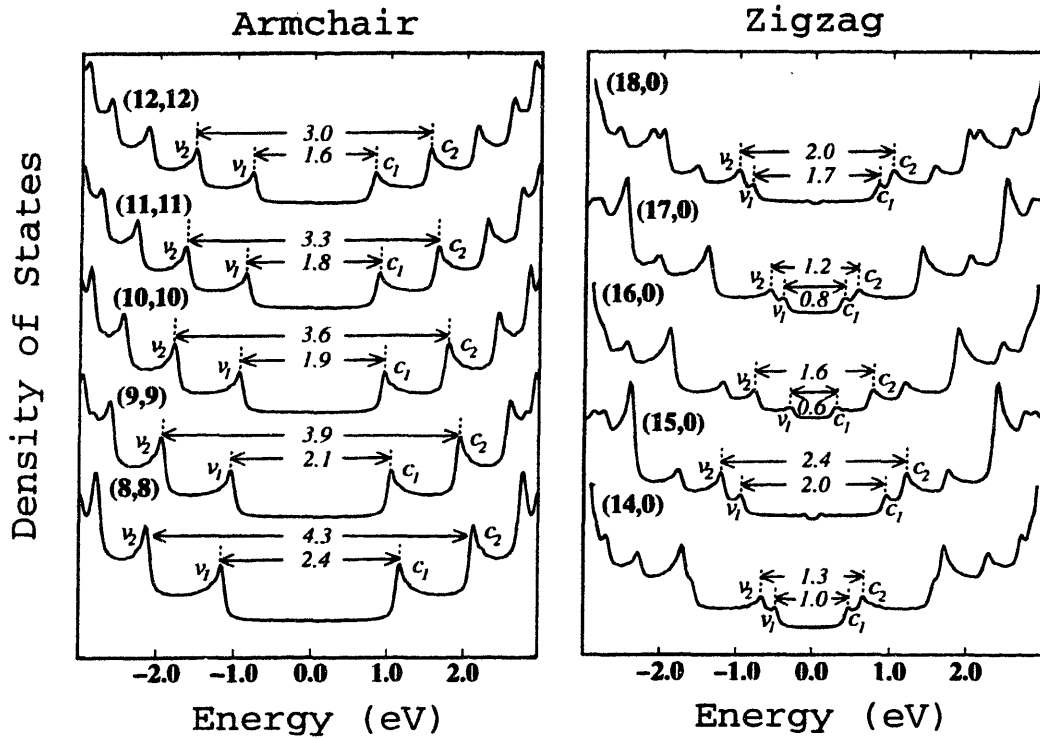 Armchair
Zigzag
Density of States
(12,12)
v2
3.0
c2
v1
1.6
c1
(11,11)
v2
3.3
c2
v1
1.8
c1
(10,10)
v2
3.6
c2
v1
1.9
c1
(9,9)
v2
3.9
c2
v1
2.1
c1
(8,8)
v2
4.3
c2
v1
2.4
c1
-2.0 -1.0 0.0 1.0 2.0
Energy (eV)
(18,0)
v2
2.0
c2
v1
1.7
c1
(17,0)
v2
1.2
c2
v1
0.8
c1
(16,0)
v2
1.6
c2
v1
0.6
c1
(15,0)
v2
2.4
c2
v1
2.0
c1
(14,0)
v2
1.3
c2
v1
1.0
c1
-2.0 -1.0 0.0 1.0 2.0
Energy (eV)